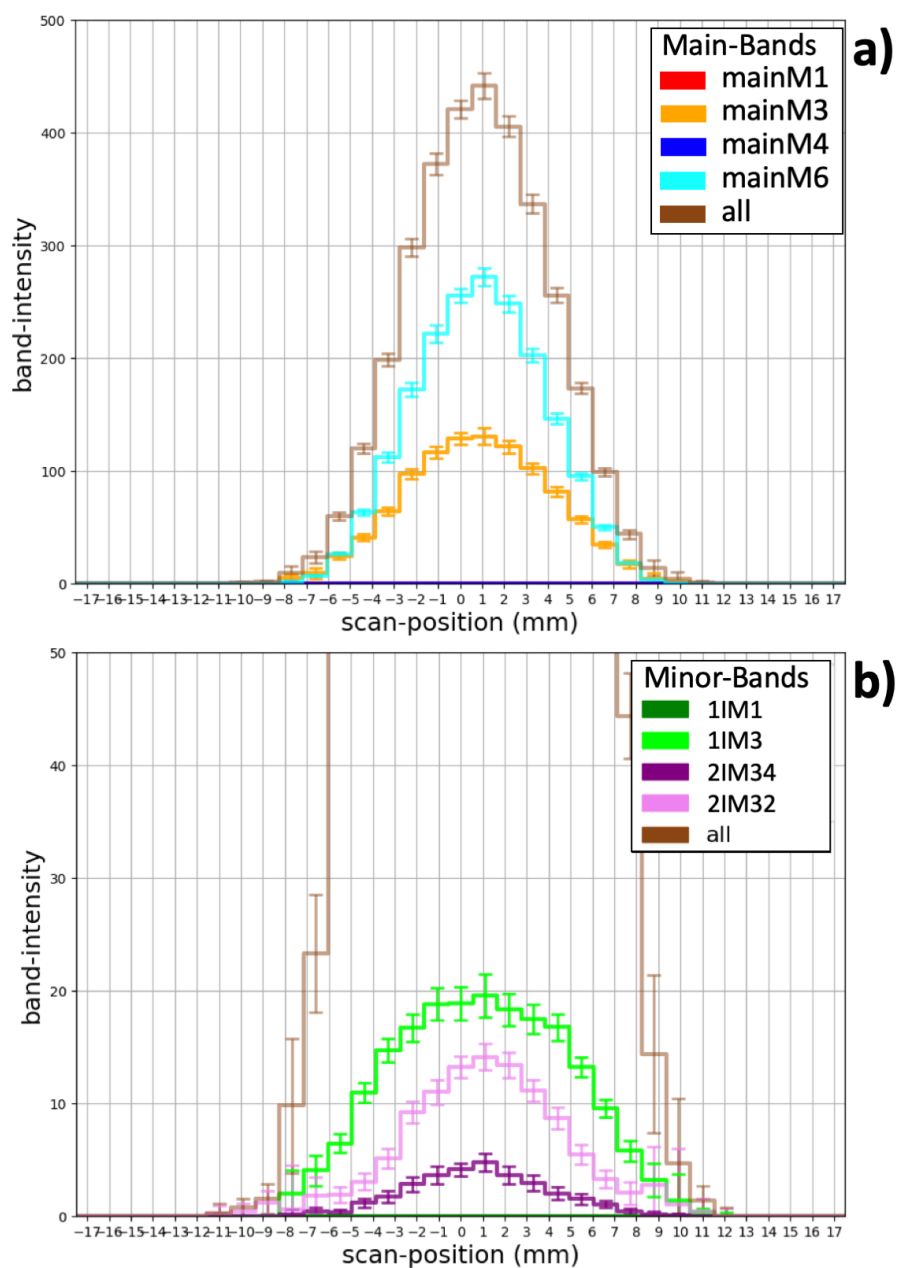 a)
Main-Bands
mainM1
mainM3
mainM4
mainM6
all
500
400
300
200
100
0
band-intensity
−17−16−15−14−13−12−11−10 −9 −8 −7 −6 −5 −4 −3 −2 −1 0 1 2 3 4 5 6 7 8 9 10 11 12 13 14 15 16 17
scan-position (mm)
b)
Minor-Bands
1IM1
1IM3
2IM34
2IM32
all
50
40
30
20
10
0
band-intensity
−17−16−15−14−13−12−11−10 −9 −8 −7 −6 −5 −4 −3 −2 −1 0 1 2 3 4 5 6 7 8 9 10 11 12 13 14 15 16 17
scan-position (mm)